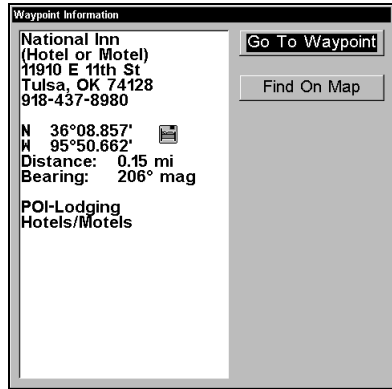 Waypoint Information
National Inn
(Hotel or Motel)
11910 E 11th St
Tulsa, OK 74128
918-437-8980
N 36°08.857'
W 95°50.662'
Distance: 0.15 mi
Bearing: 206° mag
POI-Lodging
Hotels/Motels
Go To Waypoint
Find On Map